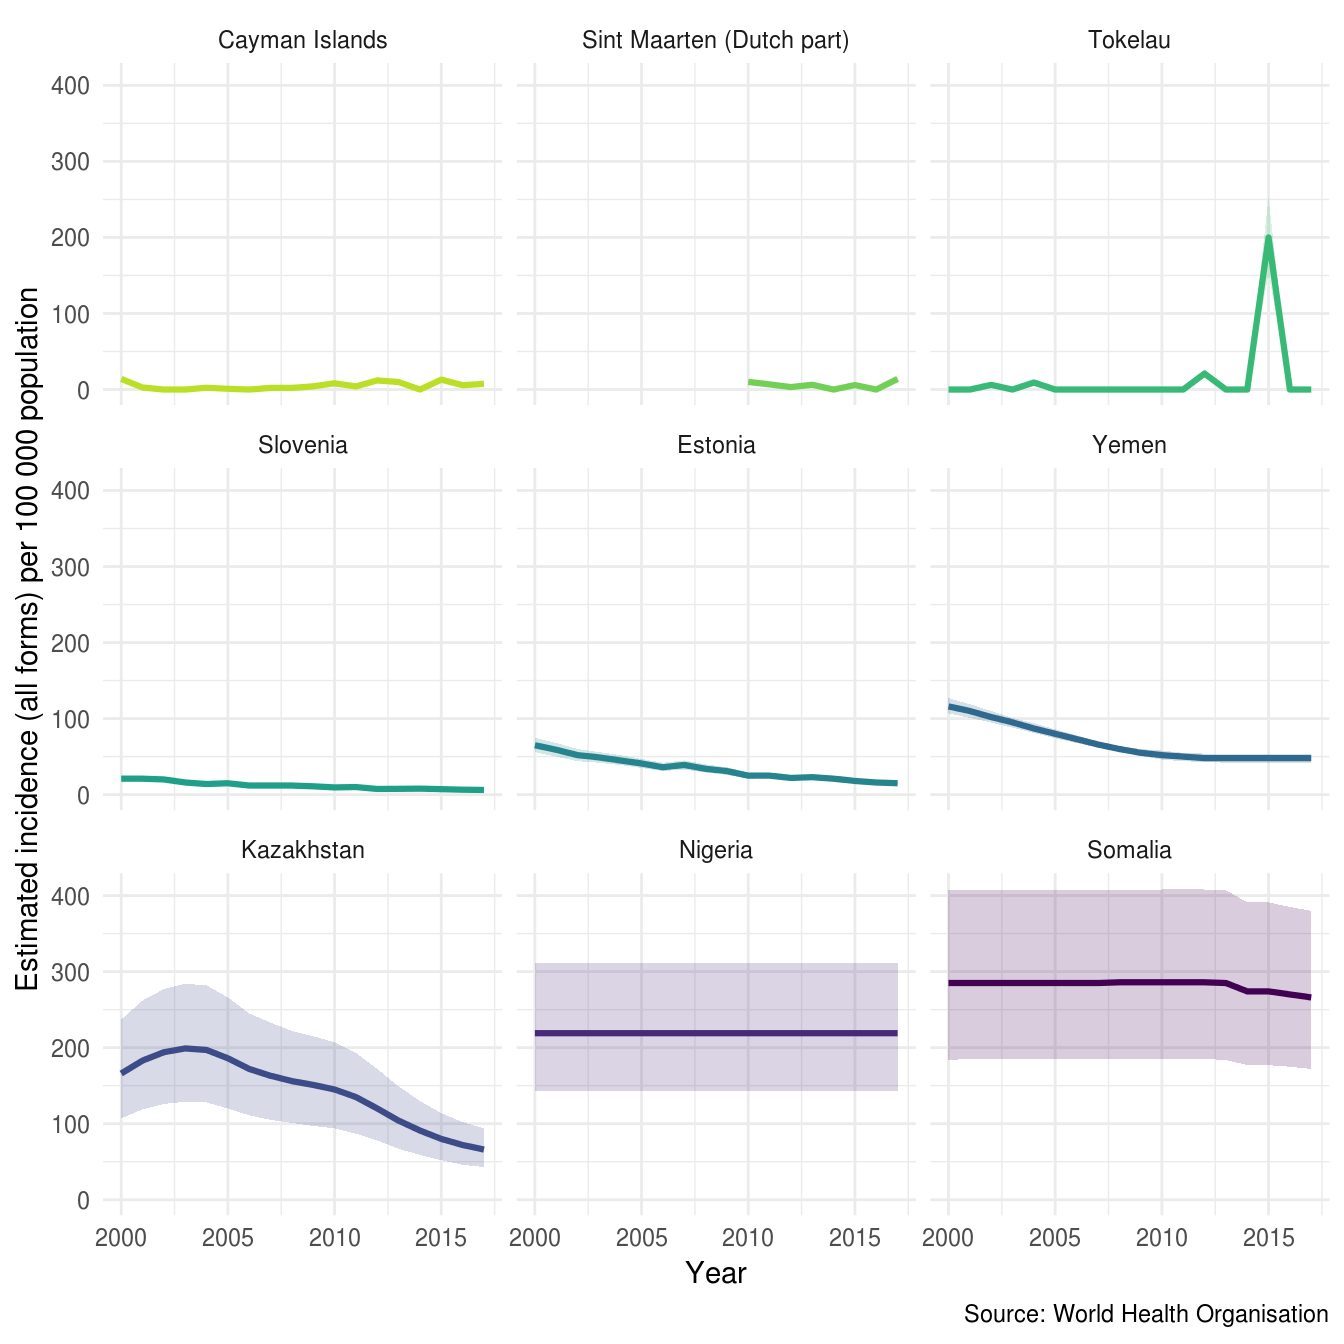 Cayman Islands
Sint Maarten (Dutch part)
Tokelau
400
300
200
100
0
Slovenia
Estonia
Yemen
400
300
200
100
0
Kazakhstan
Nigeria
Somalia
400
300
200
100
0
Estimated incidence (all forms) per 100 000 population
2000 2005 2010 2015
2000 2005 2010 2015
2000 2005 2010 2015
Year
Source: World Health Organisation